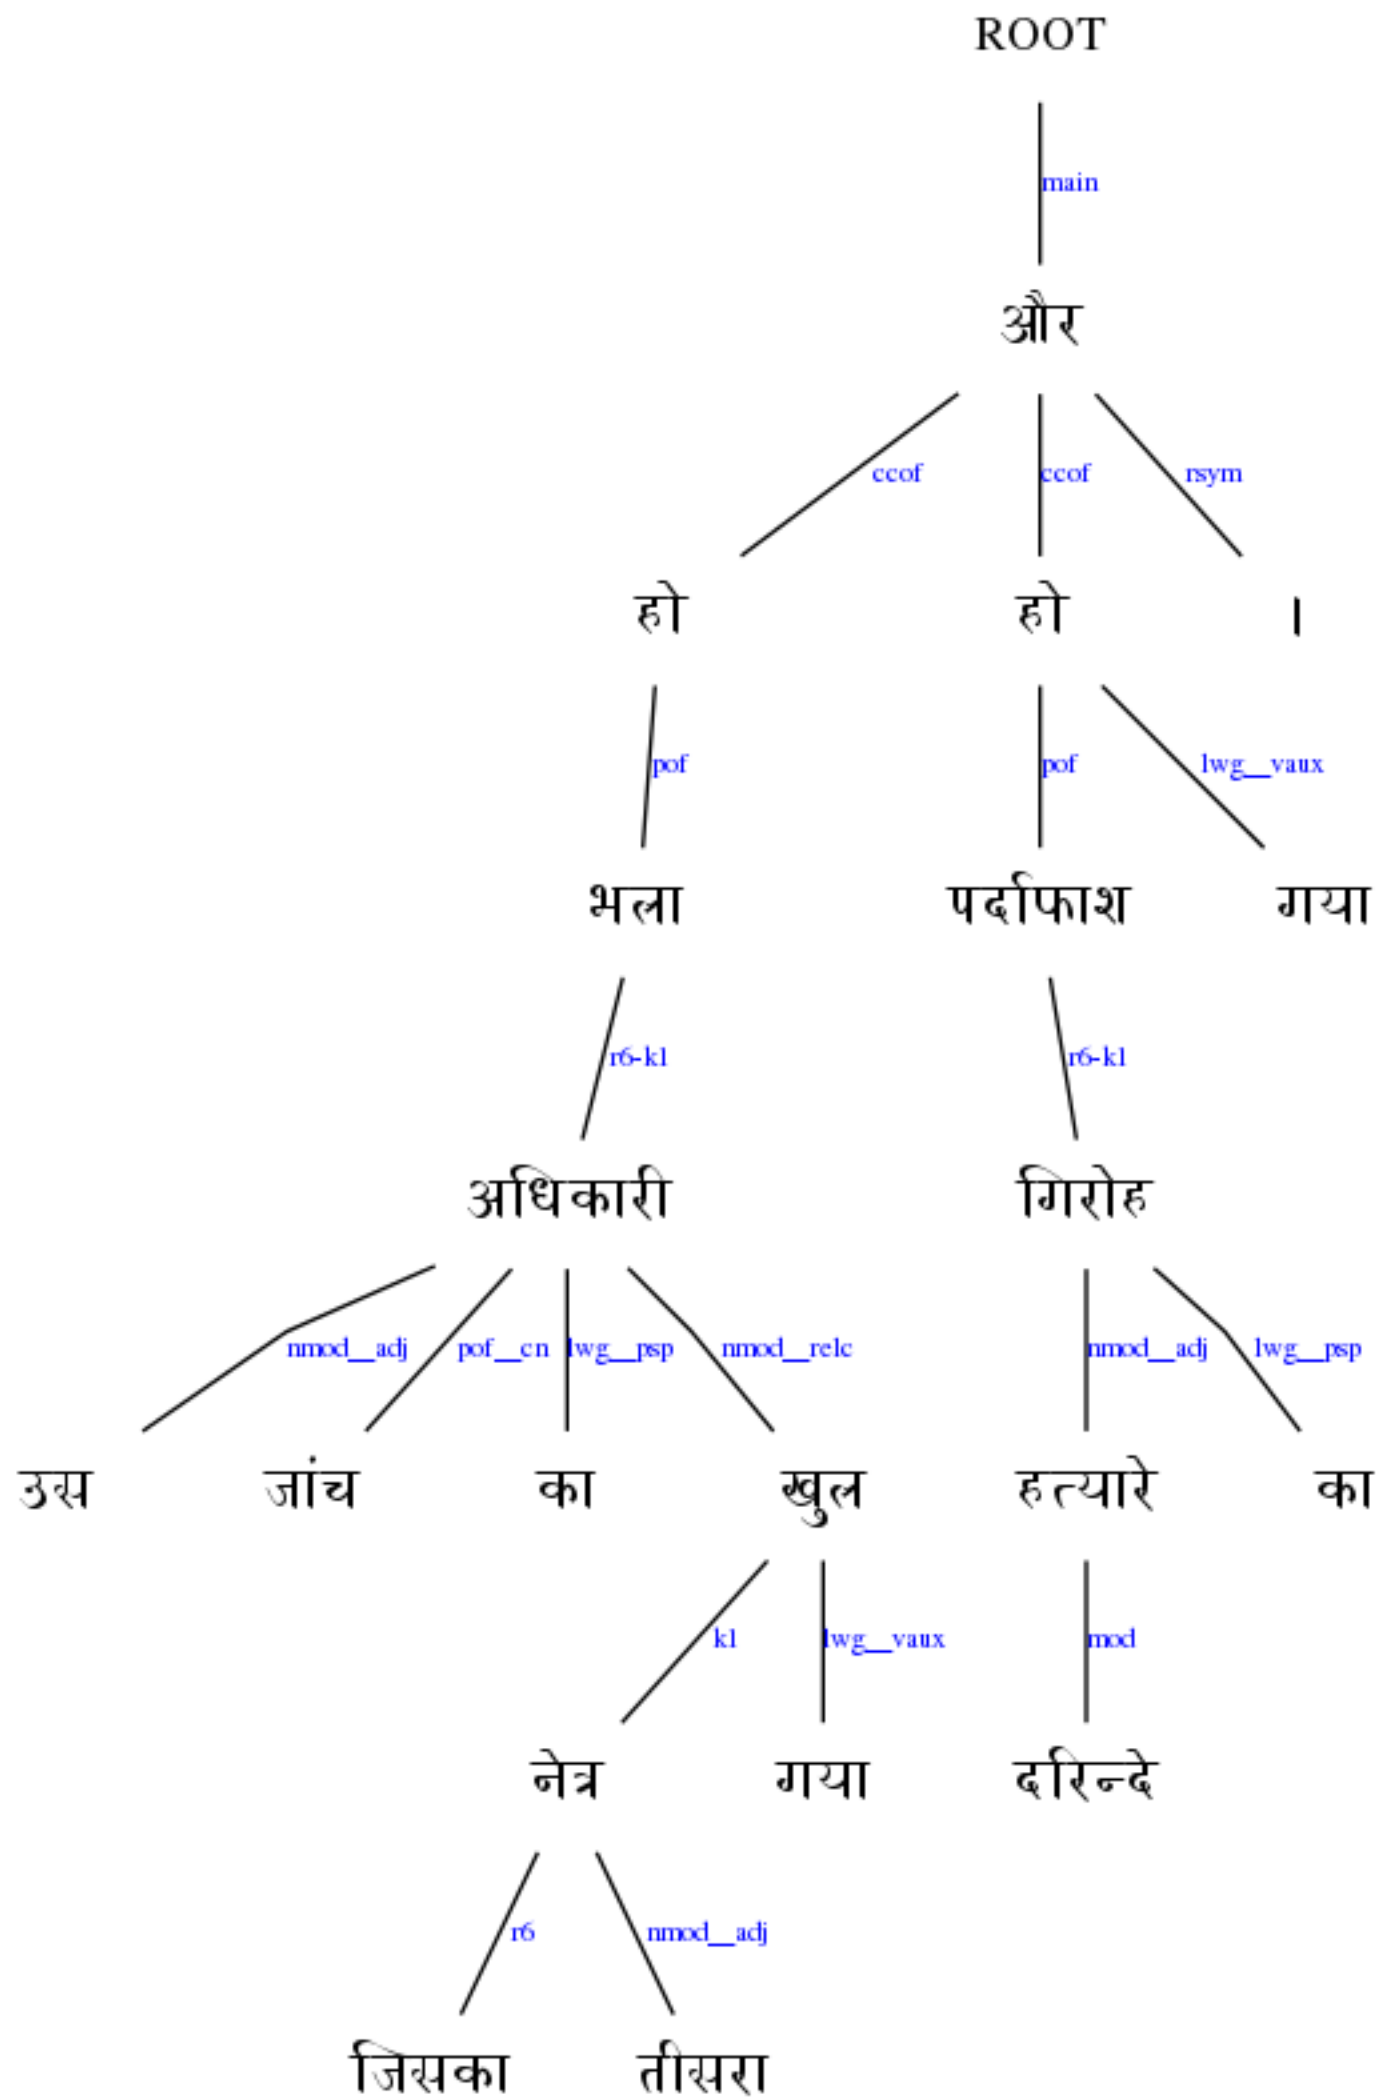 ROOT
main
और
ccof ccof rsym
हो हो ।
pof pof lwg__vaux
भला पर्दाफाश गया
r6-k1 r6-k1
अधिकारी गिरोह
nmod__adj pof__cn lwg__psp nmod__relc nmod__adj lwg__psp
उस जांच का खुल हत्यारे का
k1 lwg__vaux mod
नेत्र गया दरिन्दे
r6 nmod__adj
जिसका तीसरा